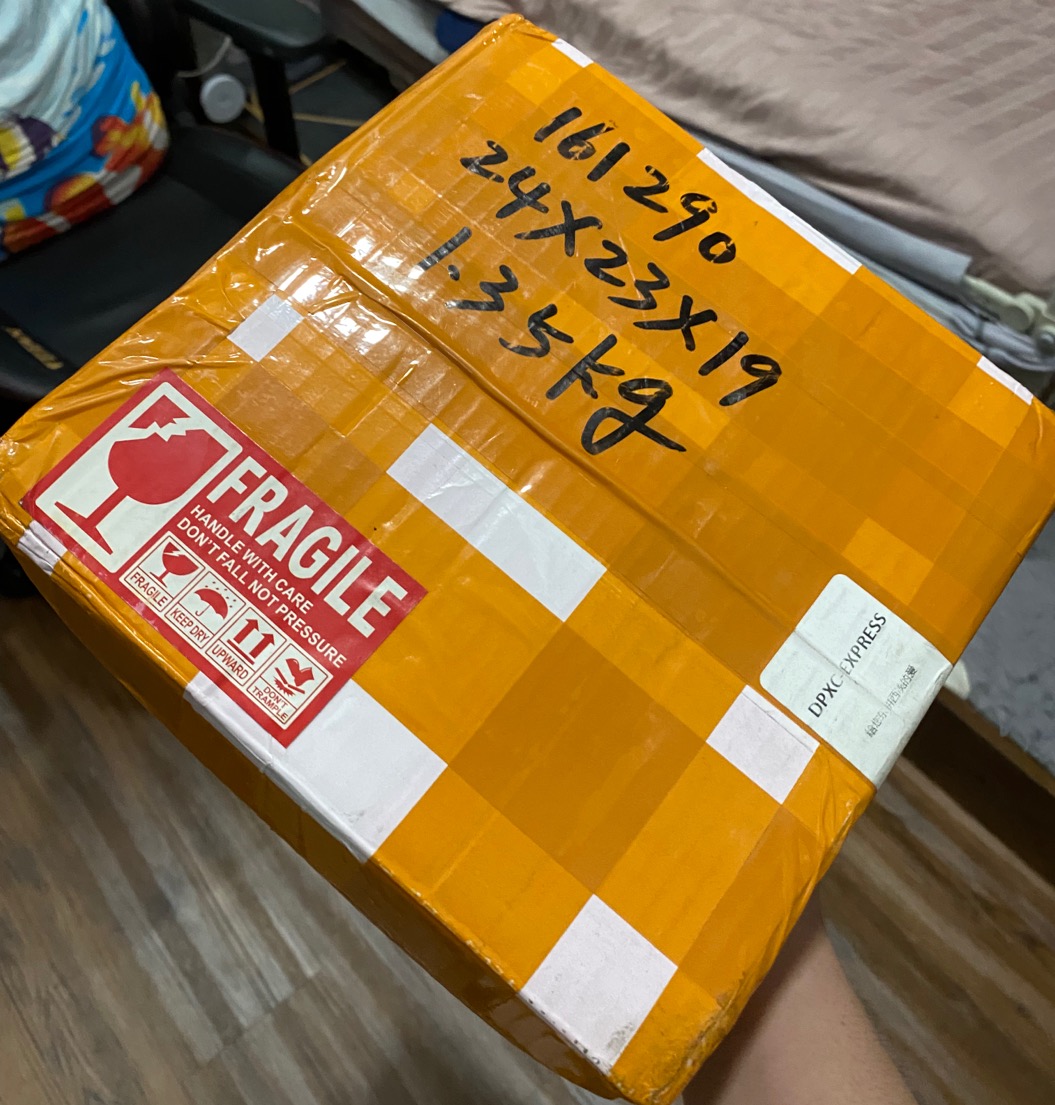 161290
24X23X19
1.35kg
FRAGILE
HANDLE WITH CARE
DON'T FALL NOT PRESSURE
FRAGILE
KEEP DRY
UPWARD
DON'T
TRAMPLE
DPXC-EXPRESS